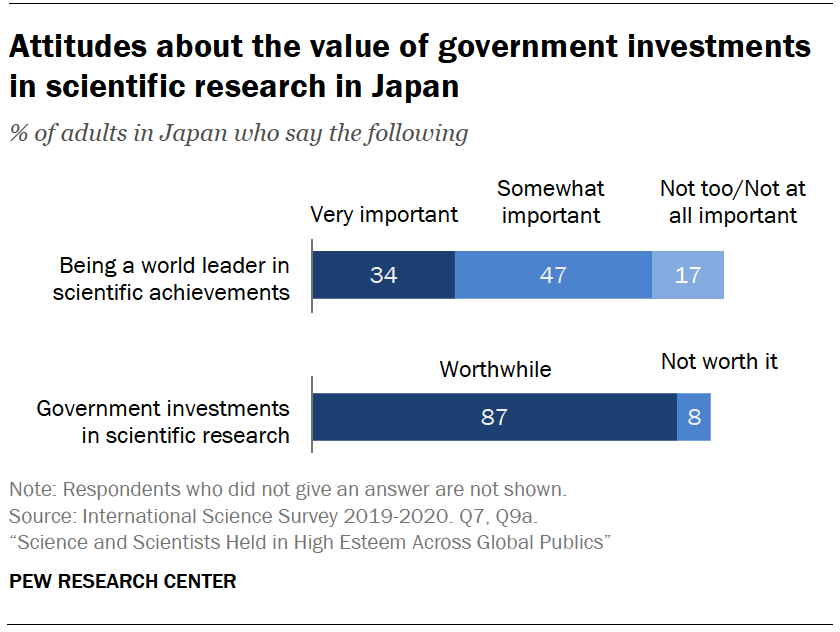 Attitudes about the value of government investments
in scientific research in Japan
% of adults in Japan who say the following
Very important
Somewhat
important
Not too/Not at
all important
Being a world leader in
scientific achievements
34
47
17
Worthwhile
Not worth it
Government investments
in scientific research
87
8
Note: Respondents who did not give an answer are not shown.
Source: International Science Survey 2019-2020. Q7, Q9a.
“Science and Scientists Held in High Esteem Across Global Publics”
PEW RESEARCH CENTER